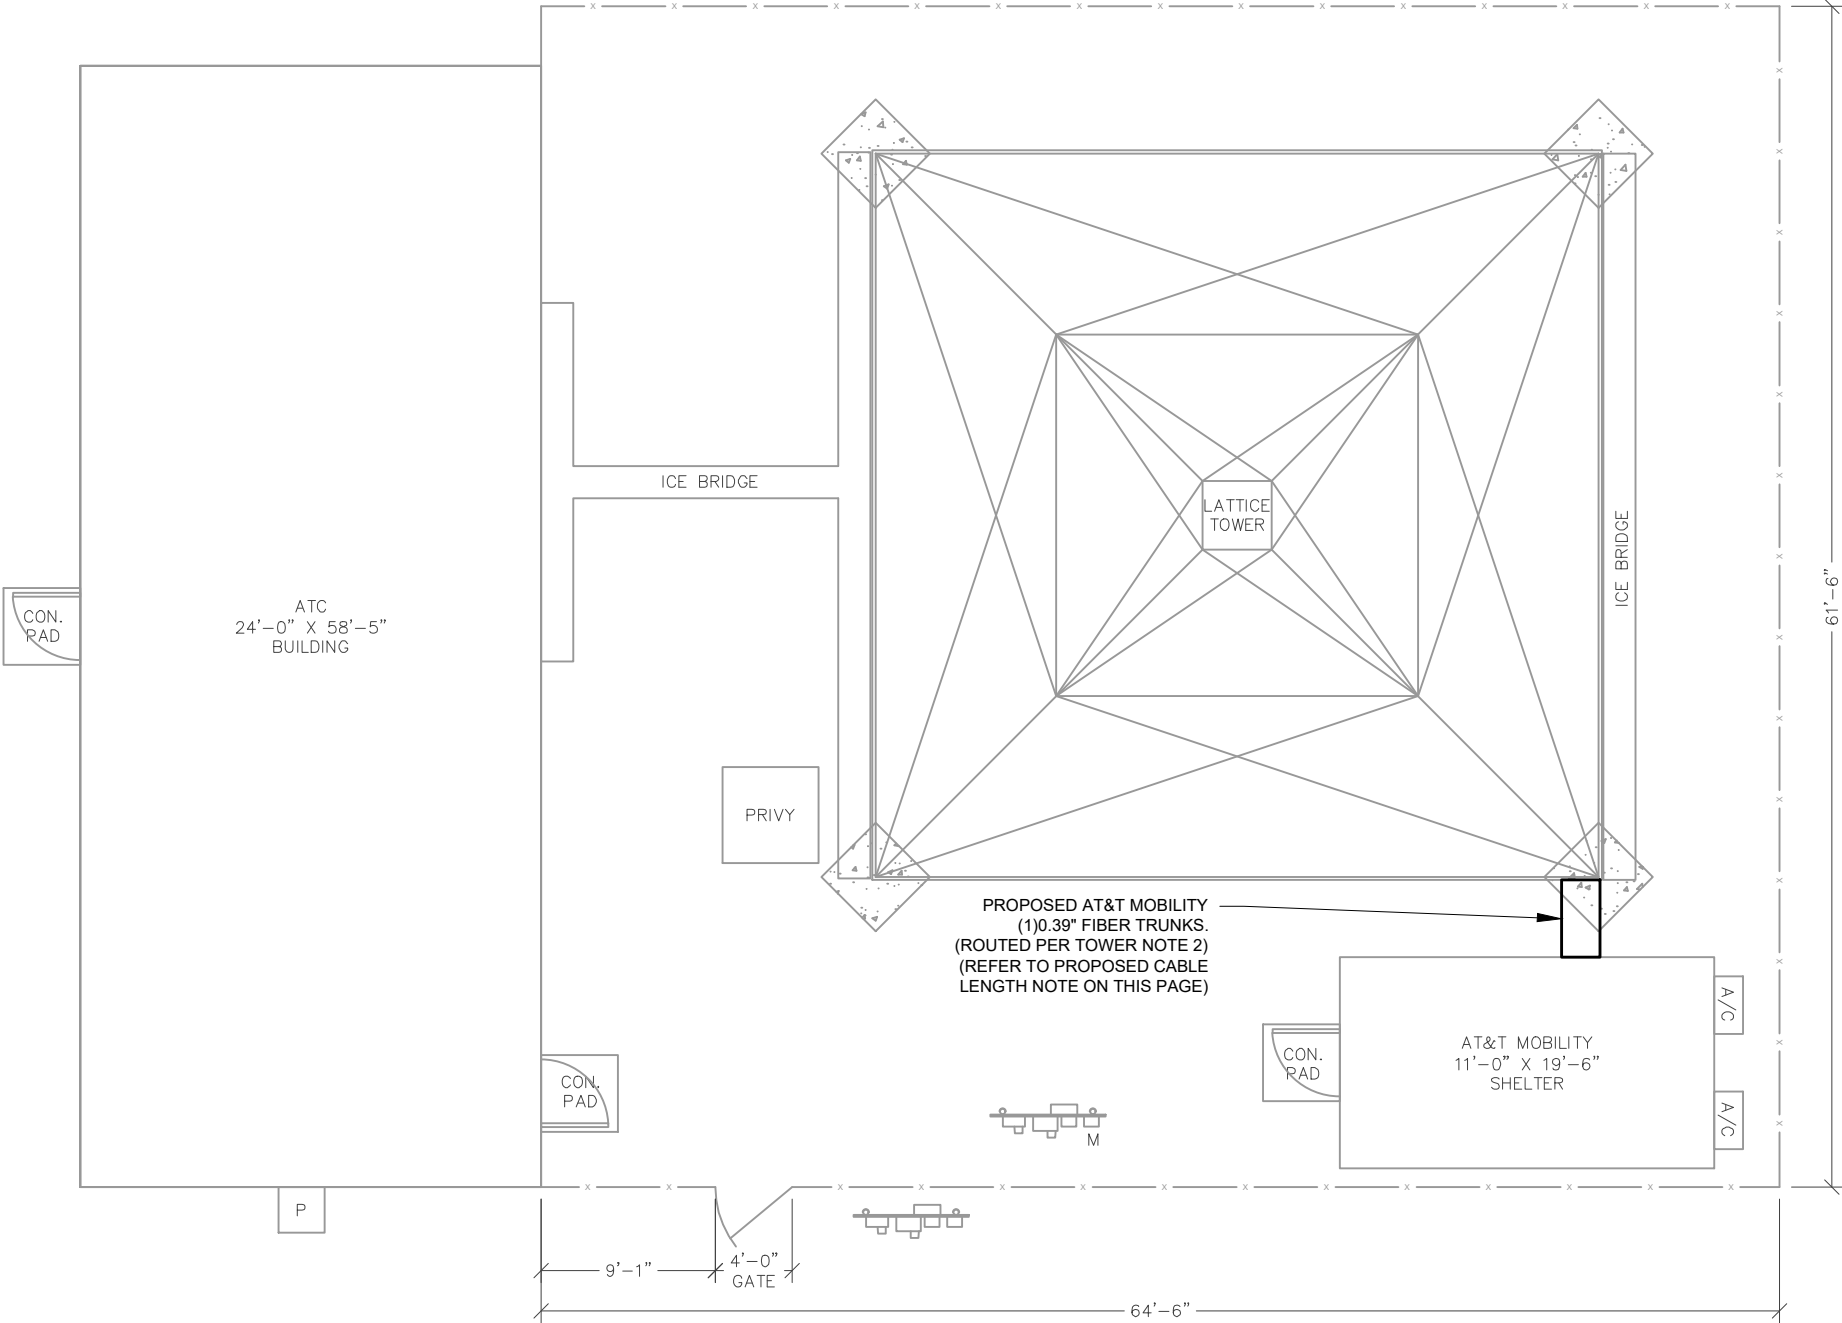 ICE BRIDGE
LATTICE
TOWER
ICE BRIDGE
61'-6"
CON.
PAD
ATC
24'-0" X 58'-5"
BUILDING
PRIVY
PROPOSED AT&T MOBILITY
(1)0.39" FIBER TRUNKS.
(ROUTED PER TOWER NOTE 2)
(REFER TO PROPOSED CABLE
LENGTH NOTE ON THIS PAGE)
A/C
CON.
PAD
AT&T MOBILITY
11'-0" X 19'-6"
SHELTER
CON.
PAD
A/C
M
P
9'-1"
4'-0"
GATE
64'-6"